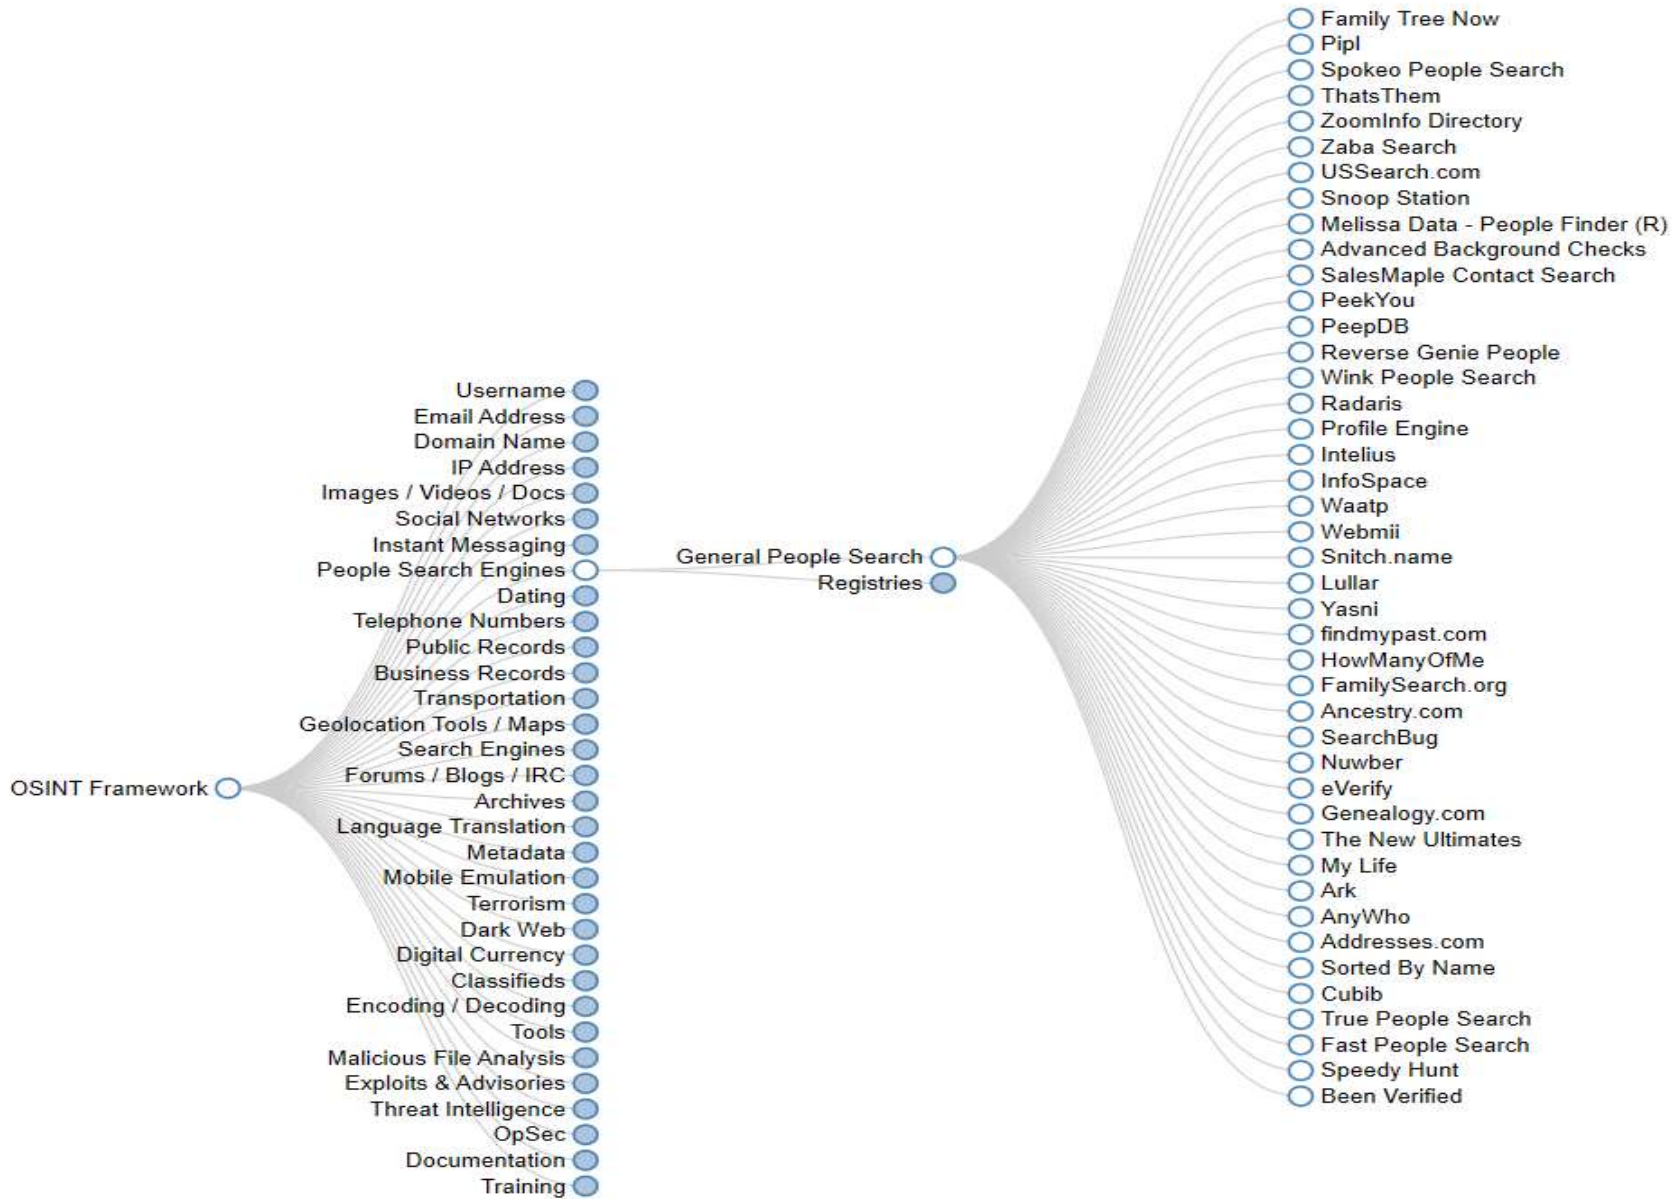 OSINT Framework
Username
Email Address
Domain Name
IP Address
Images / Videos / Docs
Social Networks
Instant Messaging
People Search Engines
Dating
Telephone Numbers
Public Records
Business Records
Transportation
Geolocation Tools / Maps
Search Engines
Forums / Blogs / IRC
Archives
Language Translation
Metadata
Mobile Emulation
Terrorism
Dark Web
Digital Currency
Classifieds
Encoding / Decoding
Tools
Malicious File Analysis
Exploits & Advisories
Threat Intelligence
OpSec
Documentation
Training
General People Search
Registries
Family Tree Now
Pipl
Spokeo People Search
ThatsThem
ZoomInfo Directory
Zaba Search
USSearch.com
Snoop Station
Melissa Data - People Finder (R)
Advanced Background Checks
SalesMaple Contact Search
PeekYou
PeepDB
Reverse Genie People
Wink People Search
Radaris
Profile Engine
Intelius
InfoSpace
Waatp
Webmii
Snitch.name
Lullar
Yasni
findmypast.com
HowManyOfMe
FamilySearch.org
Ancestry.com
SearchBug
Nuwber
eVerify
Genealogy.com
The New Ultimates
My Life
Ark
AnyWho
Addresses.com
Sorted By Name
Cubib
True People Search
Fast People Search
Speedy Hunt
Been Verified